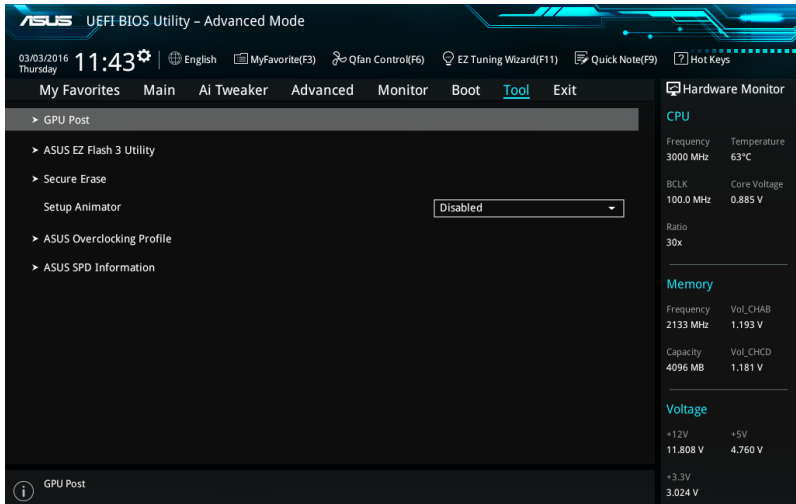 ASUS UEFI BIOS Utility – Advanced Mode
03/03/2016
Thursday
11:43
English
MyFavorite(F3)
Qfan Control(F6)
EZ Tuning Wizard(F11)
Quick Note(F9)
? Hot Keys
My Favorites Main Ai Tweaker Advanced Monitor Boot Tool Exit
Hardware Monitor
> GPU Post
> ASUS EZ Flash 3 Utility
> Secure Erase
Setup Animator Disabled
> ASUS Overclocking Profile
> ASUS SPD Information
CPU
Frequency Temperature
3000 MHz 63°C
BCLK Core Voltage
100.0 MHz 0.885 V
Ratio
30x
Memory
Frequency Vol_CHAB
2133 MHz 1.193 V
Capacity Vol_CHCD
4096 MB 1.181 V
Voltage
+12V +5V
11.808 V 4.760 V
+3.3V
3.024 V
i GPU Post